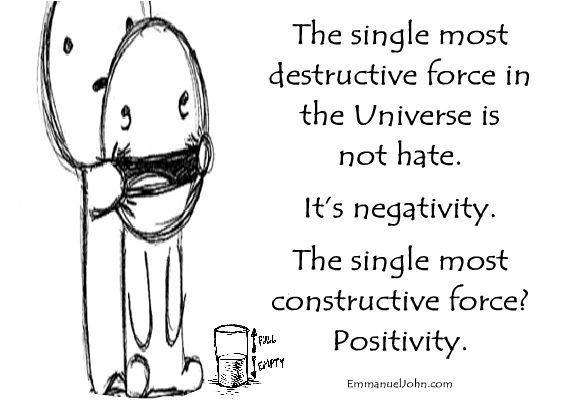 The single most
destructive force in
the Universe is
not hate.
It's negativity.
The single most
constructive force?
Positivity.
FULL
EMPTY
EmmanuelJohn.com